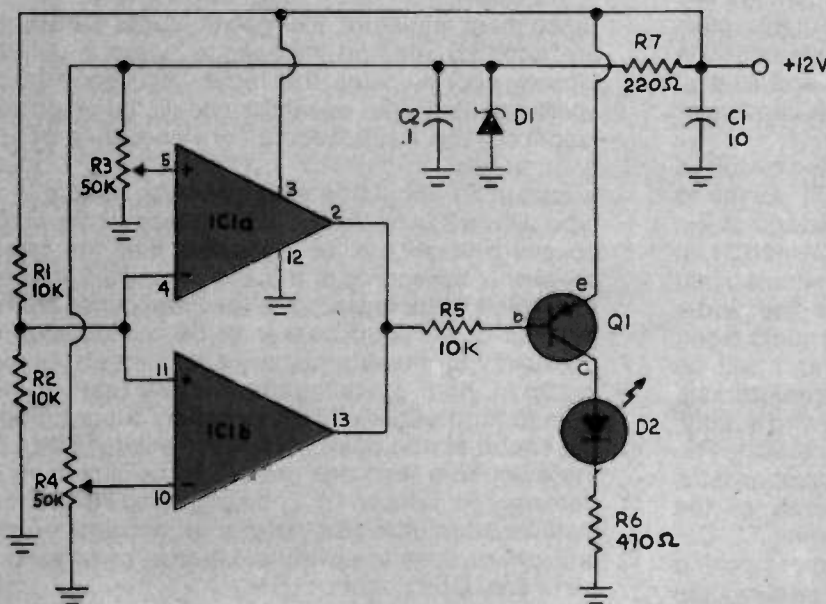 R7
220Ω
+12V
C2
.1
D1
C1
10
R3
50K
5
+
3
IC1a
2
12
4
-
R1
10K
R2
10K
R5
10K
b
e
Q1
c
11
+
IC1b
13
10
-
R4
50K
D2
R6
470Ω